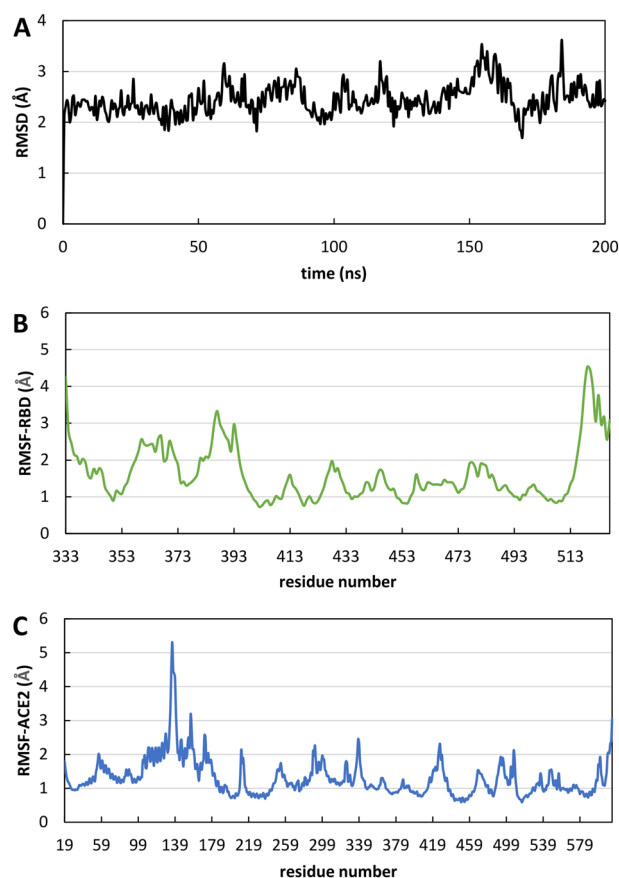 A
RMSD (Å)
4
3
2
1
0
0 50 100 150 200
time (ns)
B
RMSF-RBD (Å)
6
5
4
3
2
1
0
333 353 373 393 413 433 453 473 493 513
residue number
C
RMSF-ACE2 (Å)
6
5
4
3
2
1
0
19 59 99 139 179 219 259 299 339 379 419 459 499 539 579
residue number